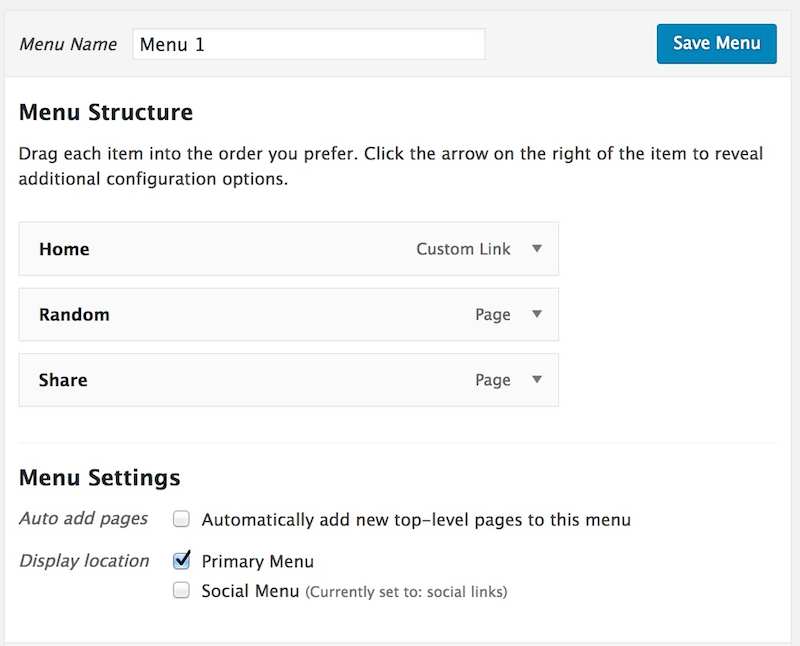 Menu Name Menu 1 Save Menu
Menu Structure
Drag each item into the order you prefer. Click the arrow on the right of the item to reveal
additional configuration options.
Home Custom Link
Random Page
Share Page
Menu Settings
Auto add pages Automatically add new top-level pages to this menu
Display location Primary Menu
Social Menu (Currently set to: social links)